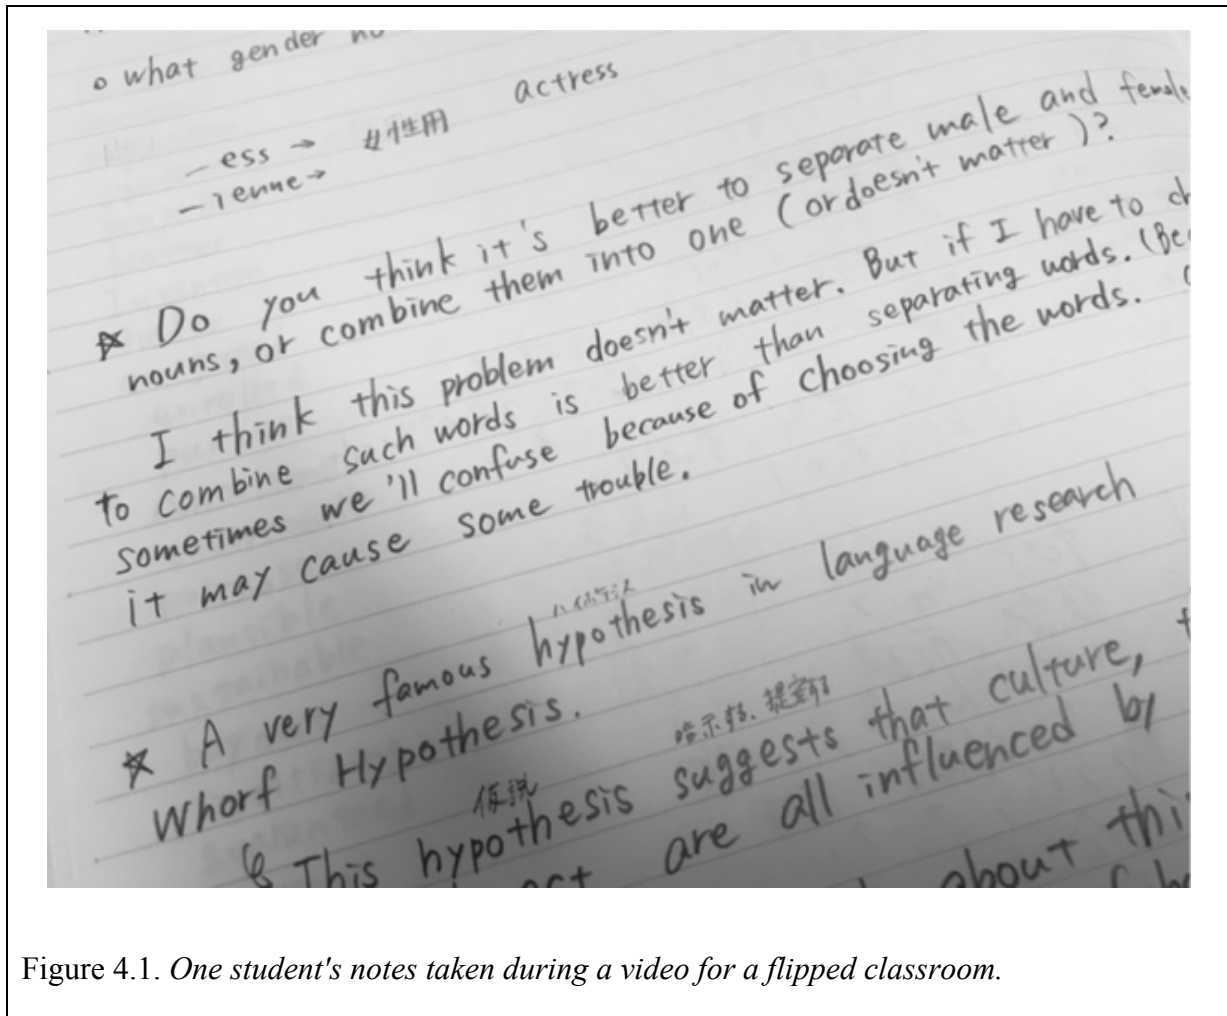 o what gender
actress
– ess → 女性用
– ienne →
☆ Do you think it's better to separate male and female
nouns, or combine them into one (or doesn't matter)?
I think this problem doesn't matter. But if I have to ch
to combine such words is better than separating words. (Be
sometimes we'll confuse because of choosing the words.
it may cause some trouble.
☆ A very famous hypothesis in language research
Whorf Hypothesis.
暗示する、提案する
仮説
This hypothesis suggests that culture, t
are all influenced by
about thi
Figure 4.1. One student's notes taken during a video for a flipped classroom.